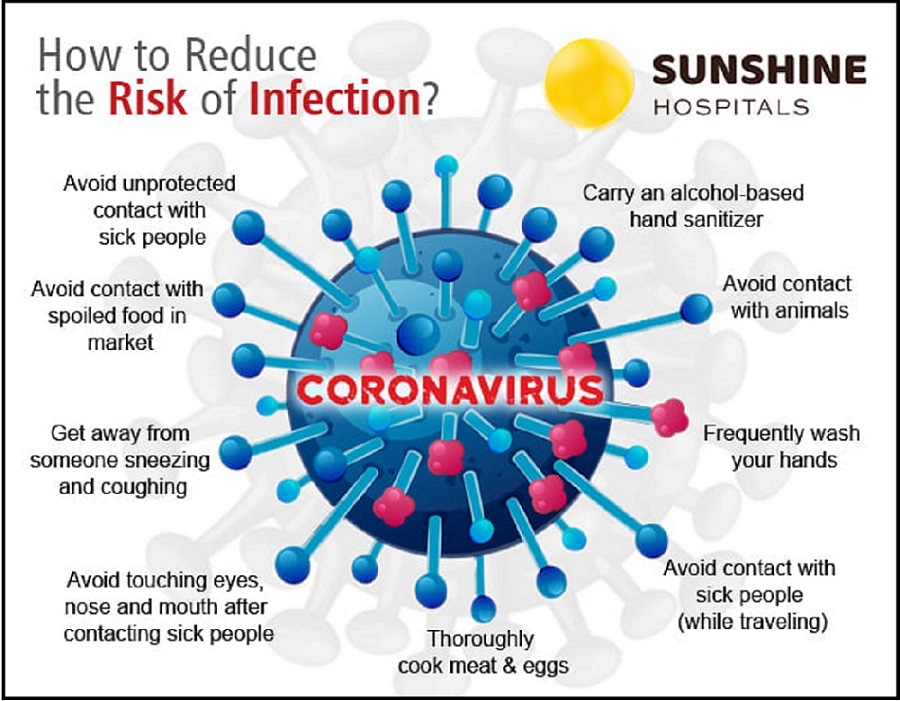 How to Reduce
the Risk of Infection?
SUNSHINE
HOSPITALS
Avoid unprotected
contact with
sick people
Avoid contact with
spoiled food in
market
Get away from
someone sneezing
and coughing
Avoid touching eyes,
nose and mouth after
contacting sick people
CORONAVIRUS
Thoroughly
cook meat & eggs
Carry an alcohol-based
hand sanitizer
Avoid contact
with animals
Frequently wash
your hands
Avoid contact with
sick people
(while traveling)